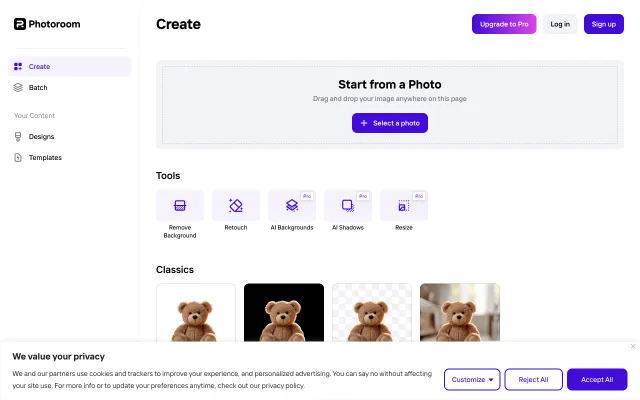 Photoroom
Create
Upgrade to Pro
Log in
Sign up
Create
Batch
Your Content
Designs
Templates
Start from a Photo
Drag and drop your image anywhere on this page
Select a photo
Tools
Remove
Background
Retouch
Pro
AI Backgrounds
Pro
AI Shadows
Pro
Resize
Classics
We value your privacy
We and our partners use cookies and trackers to improve your experience, and personalized advertising. You can say no without affecting
your site use. For more info or to update your preferences anytime, check out our privacy policy.
Customize
Reject All
Accept All